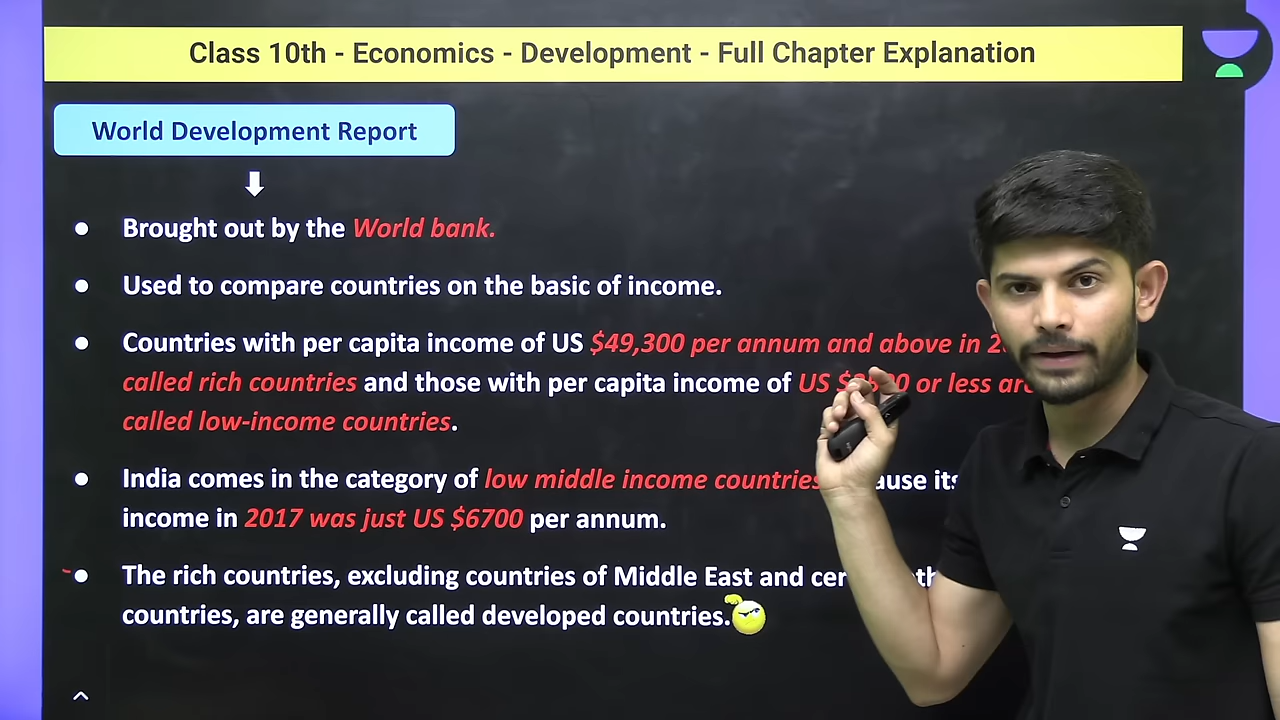 Class 10th - Economics - Development - Full Chapter Explanation
World Development Report
Brought out by the World bank.
Used to compare countries on the basic of income.
Countries with per capita income of US $49,300 per annum and above in
called rich countries and those with per capita income of US or less are
called low-income countries.
India comes in the category of low middle income countries its
income in 2017 was just US $6700 per annum.
The rich countries, excluding countries of Middle East and
countries, are generally called developed countries.